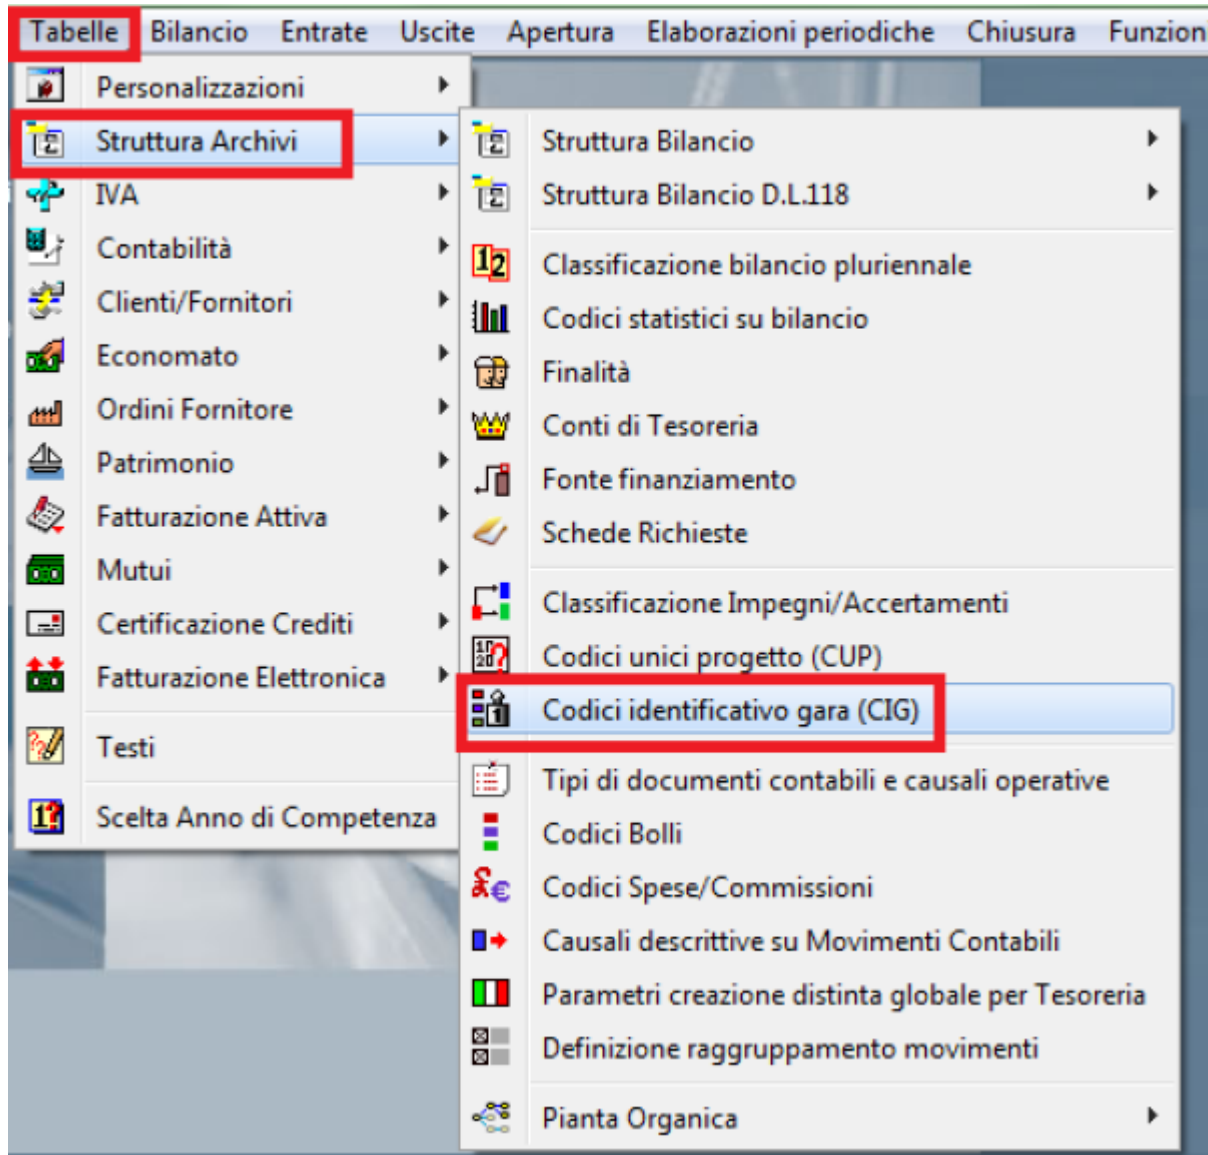 Tabelle Bilancio Entrate Uscite Apertura Elaborazioni periodiche Chiusura Funzion
Personalizzazioni
Struttura Archivi
IVA
Contabilità
Clienti/Fornitori
Economato
Ordini Fornitore
Patrimonio
Fatturazione Attiva
Mutui
Certificazione Crediti
Fatturazione Elettronica
Testi
Scelta Anno di Competenza
Struttura Bilancio
Struttura Bilancio D.L.118
Classificazione bilancio pluriennale
Codici statistici su bilancio
Finalità
Conti di Tesoreria
Fonte finanziamento
Schede Richieste
Classificazione Impegni/Accertamenti
Codici unici progetto (CUP)
Codici identificativo gara (CIG)
Tipi di documenti contabili e causali operative
Codici Bolli
Codici Spese/Commissioni
Causali descrittive su Movimenti Contabili
Parametri creazione distinta globale per Tesoreria
Definizione raggruppamento movimenti
Pianta Organica